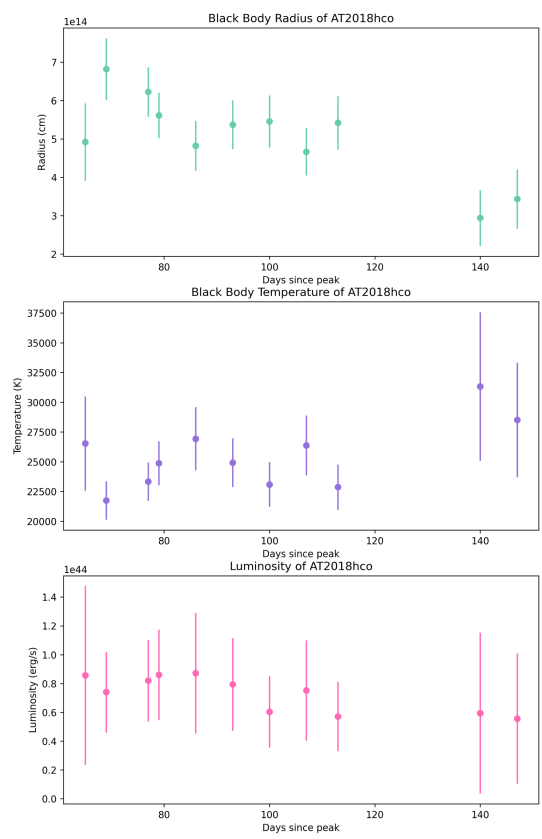 Black Body Radius of AT2018hco
1e14
7
6
5
4
3
2
Radius (cm)
80 100 120 140
Days since peak
Black Body Temperature of AT2018hco
37500
35000
32500
30000
27500
25000
22500
20000
Temperature (K)
80 100 120 140
Days since peak
Luminosity of AT2018hco
1e44
1.4
1.2
1.0
0.8
0.6
0.4
0.2
0.0
Luminosity (erg/s)
80 100 120 140
Days since peak